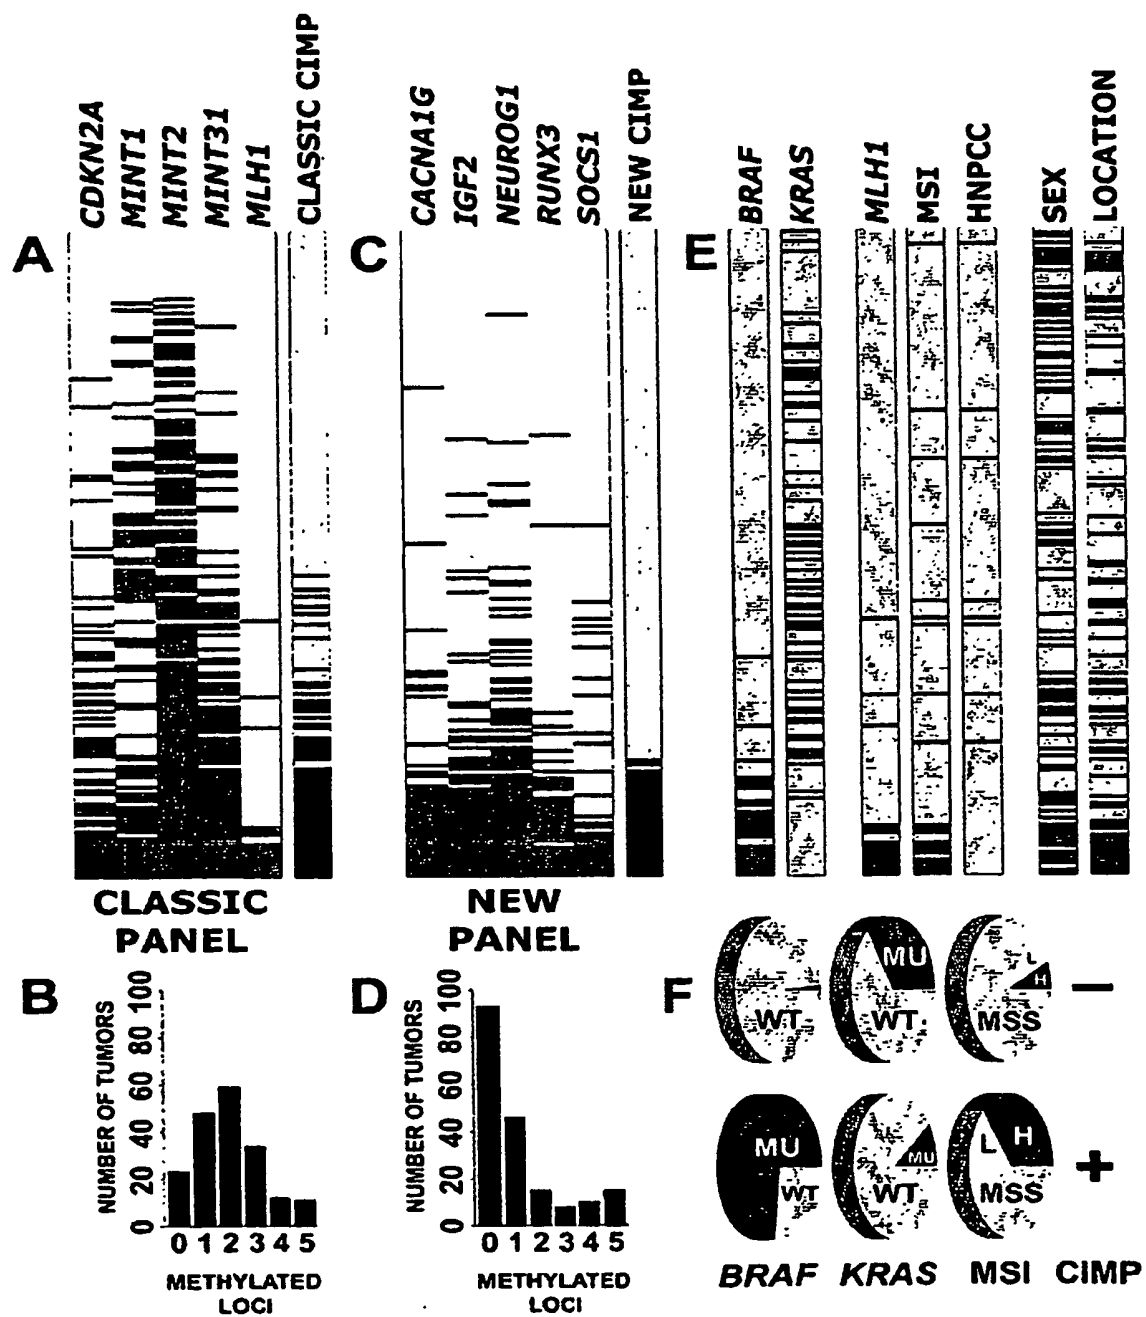 CDKN2A
MINT1
MINT2
MINT31
MLH1
CLASSIC CIMP
CACNA1G
IGF2
NEUROG1
RUNX3
SOCS1
NEW CIMP
BRAF
KRAS
MLH1
MSI
HNPCC
SEX
LOCATION
A
C
E
CLASSIC
PANEL
NEW
PANEL
B
NUMBER OF TUMORS
0 20 40 60 80 100
0 1 2 3 4 5
METHYLATED
LOCI
D
NUMBER OF TUMORS
0 20 40 60 80 100
0 1 2 3 4 5
METHYLATED
LOCI
F
WT
MU
WT
L
H
MSS
−
MU
WT
MU
WT
L
H
MSS
+
BRAF KRAS MSI CIMP